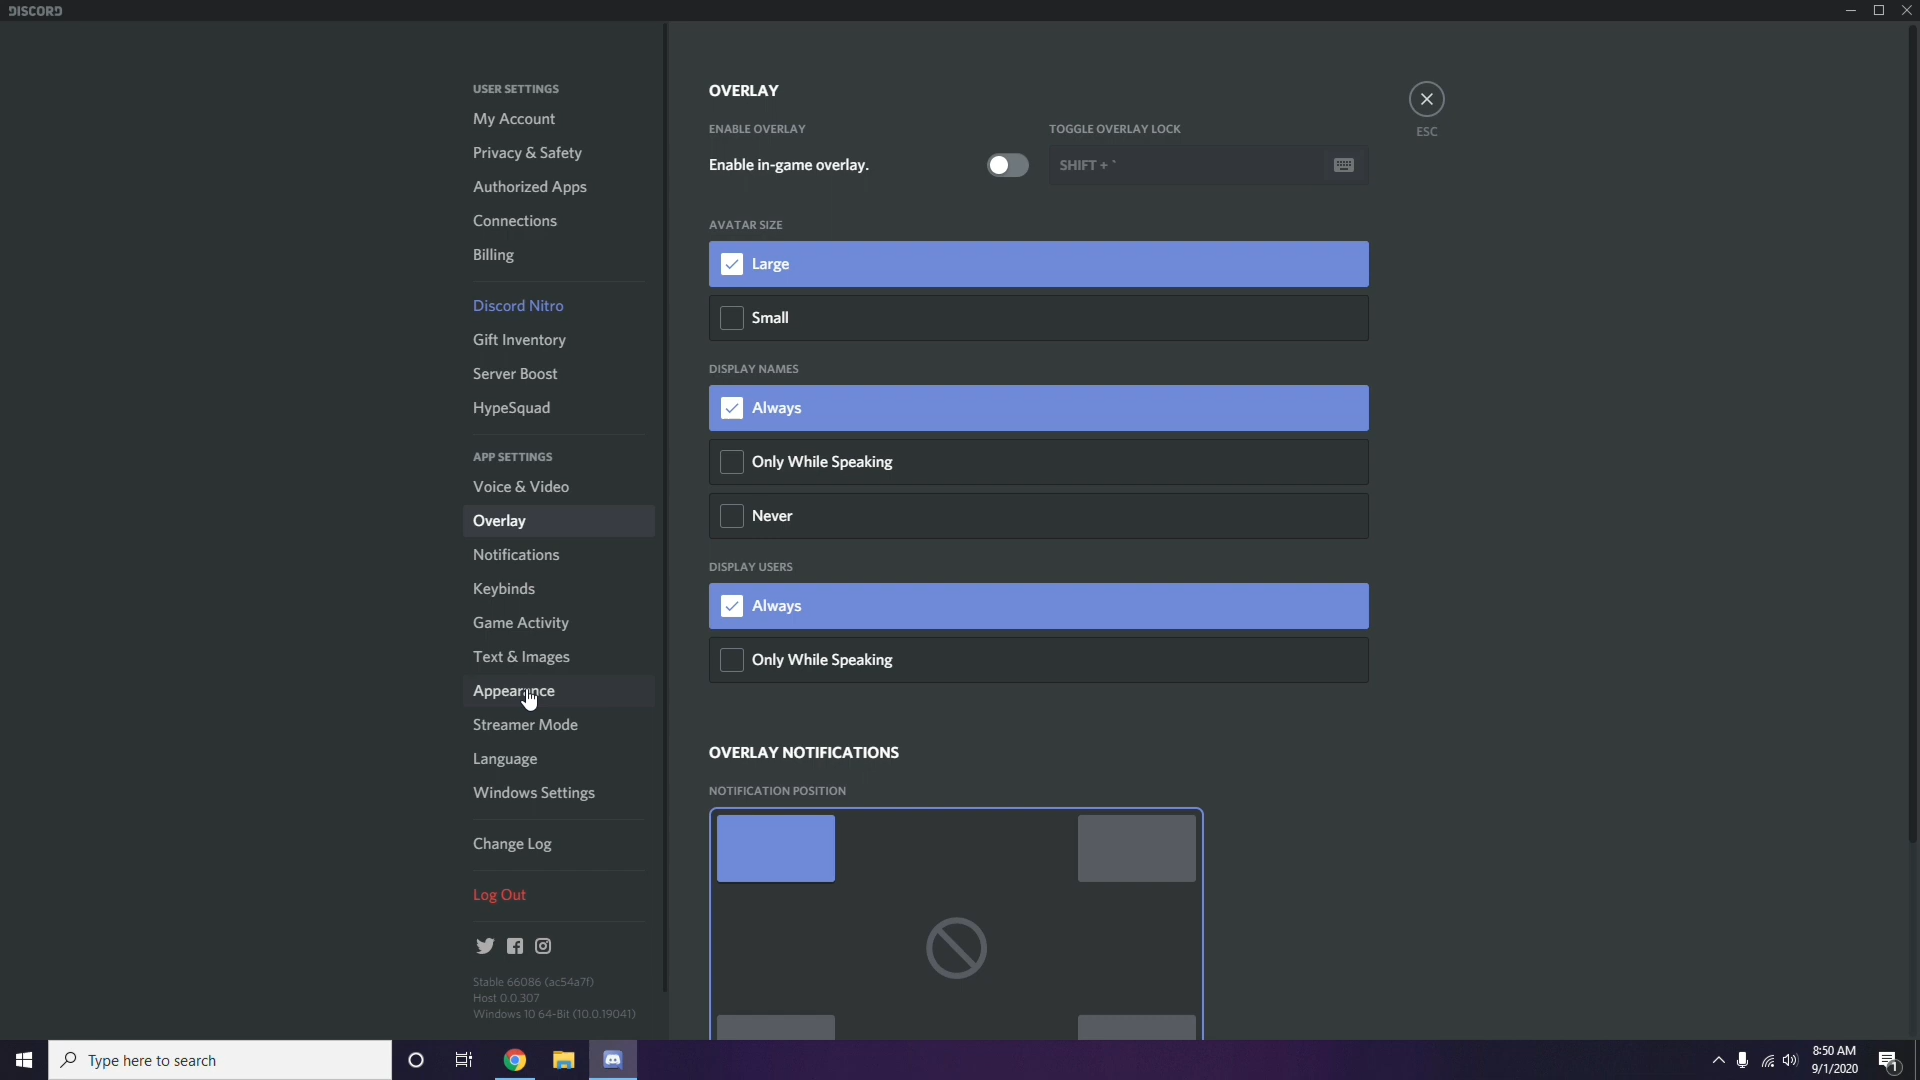 DISCORD
USER SETTINGS
My Account
Privacy & Safety
Authorized Apps
Connections
Billing
Discord Nitro
Gift Inventory
Server Boost
HypeSquad
APP SETTINGS
Voice & Video
Overlay
Notifications
Keybinds
Game Activity
Text & Images
Appearance
Streamer Mode
Language
Windows Settings
Change Log
Log Out
Stable 66086 (ac54a7f)
Host 0.0.307
Windows 10 64-Bit (10.0.19041)
OVERLAY
ENABLE OVERLAY
Enable in-game overlay.
TOGGLE OVERLAY LOCK
SHIFT + `
ESC
AVATAR SIZE
Large
Small
DISPLAY NAMES
Always
Only While Speaking
Never
DISPLAY USERS
Always
Only While Speaking
OVERLAY NOTIFICATIONS
NOTIFICATION POSITION
Type here to search
8:50 AM
9/1/2020
1